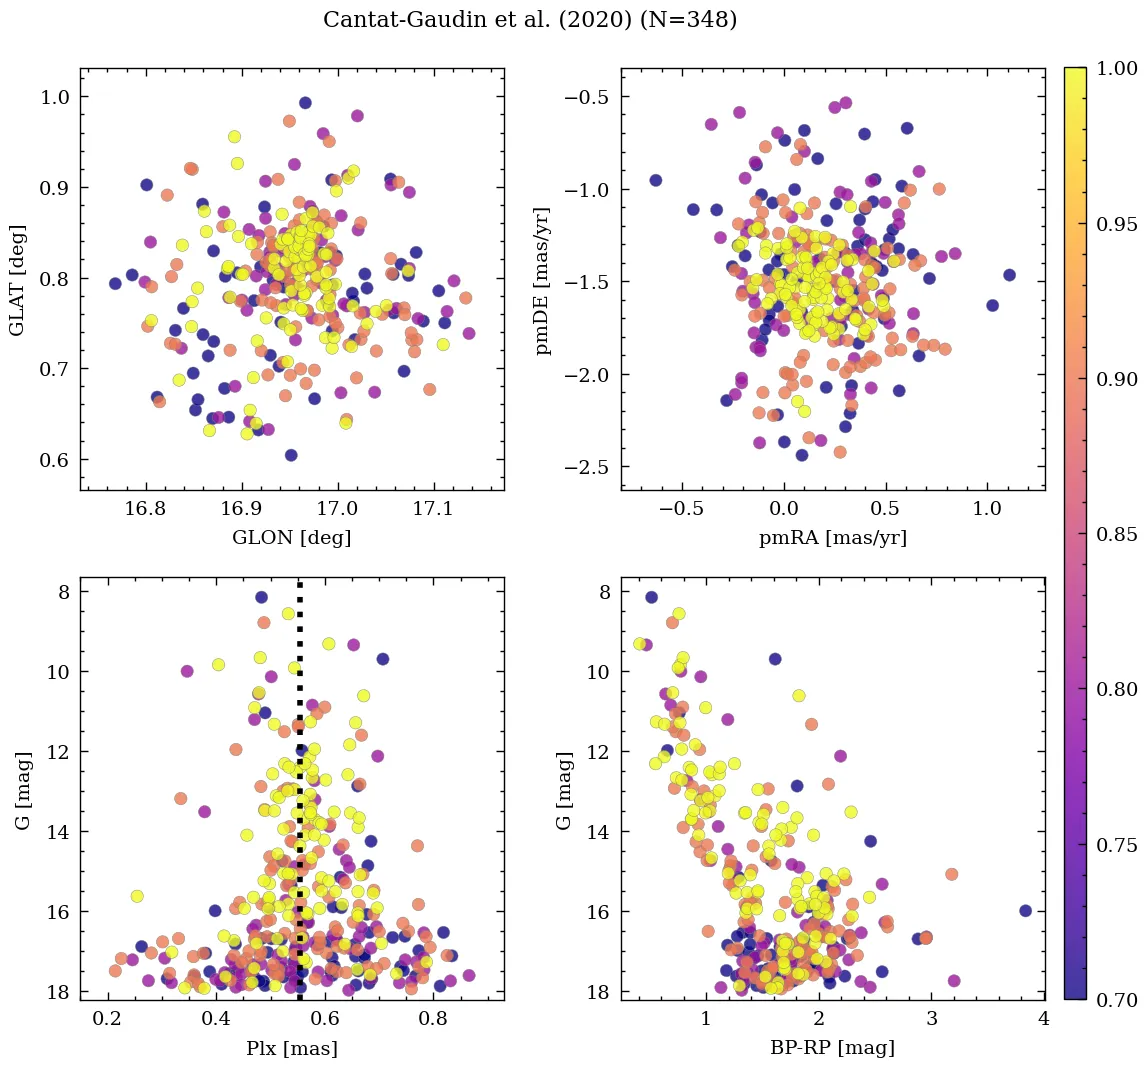 Cantat-Gaudin et al. (2020) (N=348)
1.0
0.9
0.8
0.7
0.6
GLAT [deg]
16.8 16.9 17.0 17.1
GLON [deg]
−0.5
−1.0
−1.5
−2.0
−2.5
pmDE [mas/yr]
−0.5 0.0 0.5 1.0
pmRA [mas/yr]
8
10
12
14
16
18
G [mag]
0.2 0.4 0.6 0.8
Plx [mas]
8
10
12
14
16
18
G [mag]
1 2 3 4
BP-RP [mag]
1.00
0.95
0.90
0.85
0.80
0.75
0.70